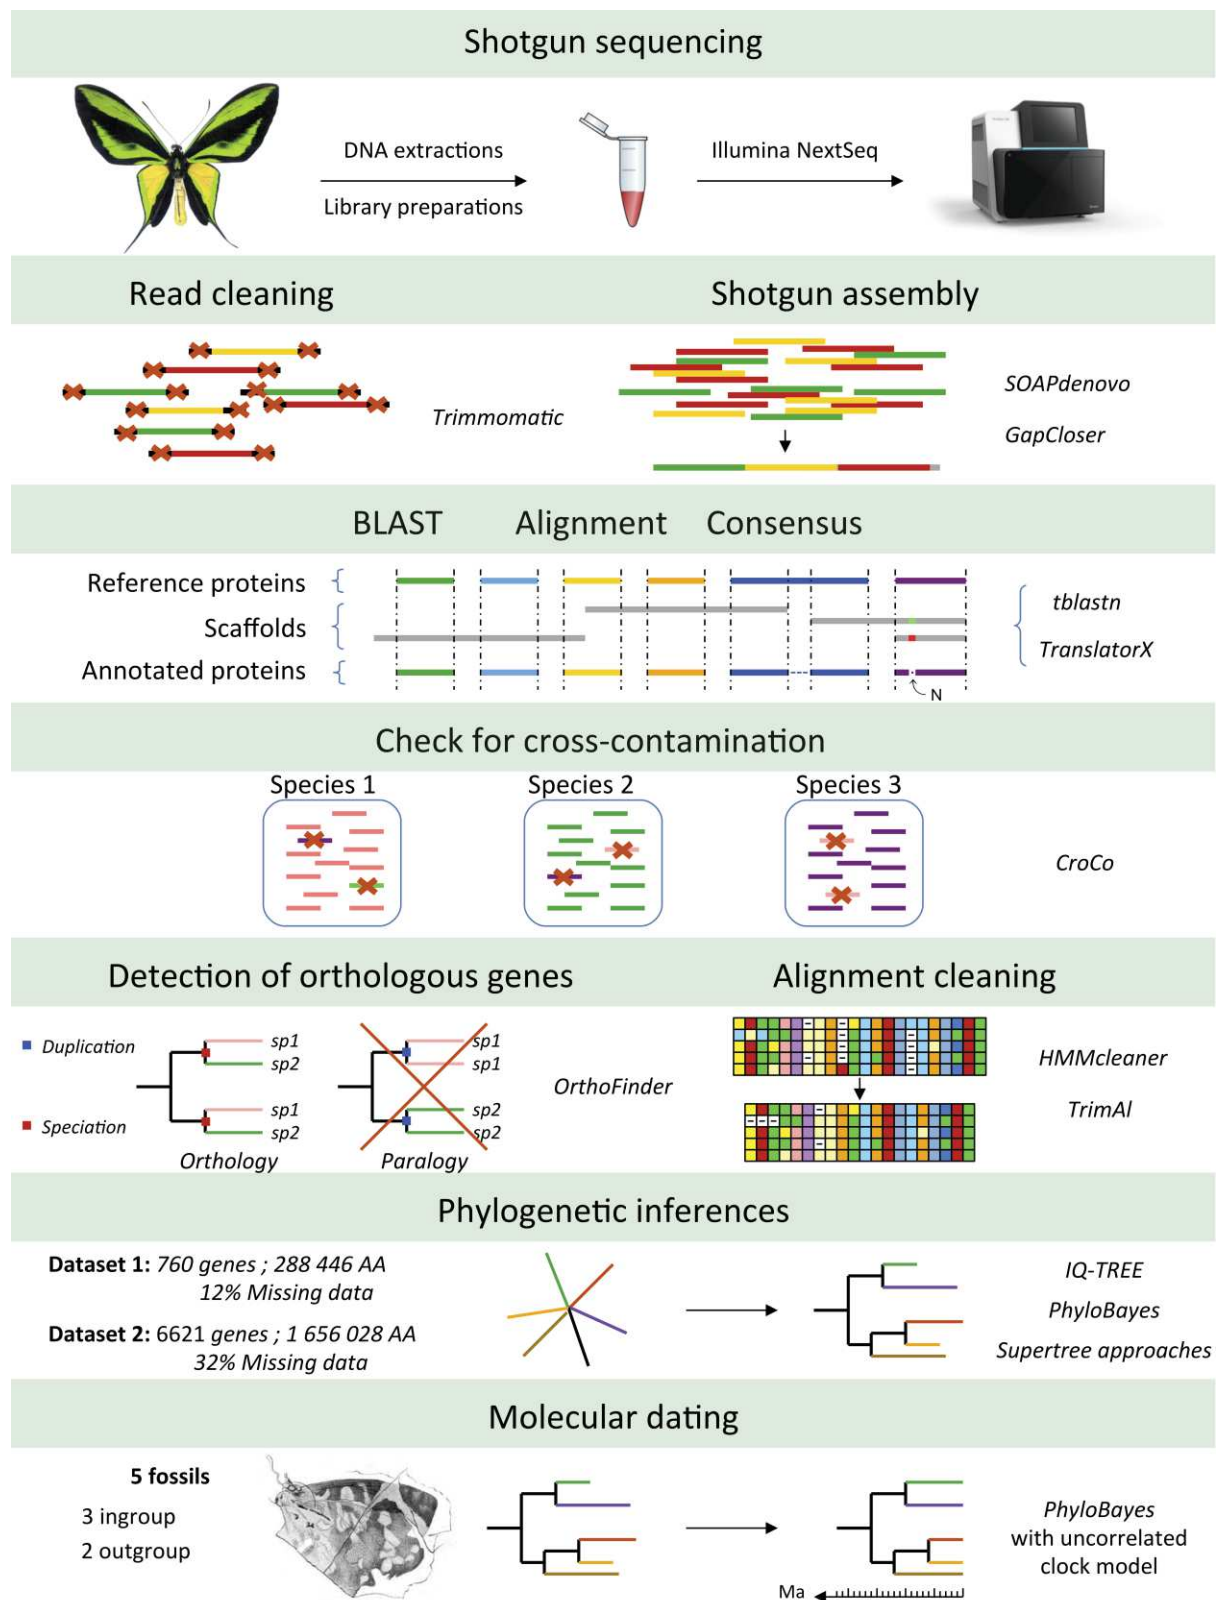 Shotgun sequencing
DNA extractions
Library preparations
Illumina NextSeq
Read cleaning
Shotgun assembly
Trimmomatic
SOAPdenovo
GapCloser
BLAST Alignment Consensus
Reference proteins
Scaffolds
Annotated proteins
tblastn
TranslatorX
N
Check for cross-contamination
Species 1
Species 2
Species 3
CroCo
Detection of orthologous genes
Alignment cleaning
Duplication
Speciation
sp1
sp2
sp1
sp2
Orthology
sp1
sp1
sp2
sp2
Paralogy
OrthoFinder
HMMcleaner
TrimAl
Phylogenetic inferences
Dataset 1: 760 genes ; 288 446 AA
12% Missing data
Dataset 2: 6621 genes ; 1 656 028 AA
32% Missing data
IQ-TREE
PhyloBayes
Supertree approaches
Molecular dating
5 fossils
3 ingroup
2 outgroup
Ma
PhyloBayes
with uncorrelated
clock model